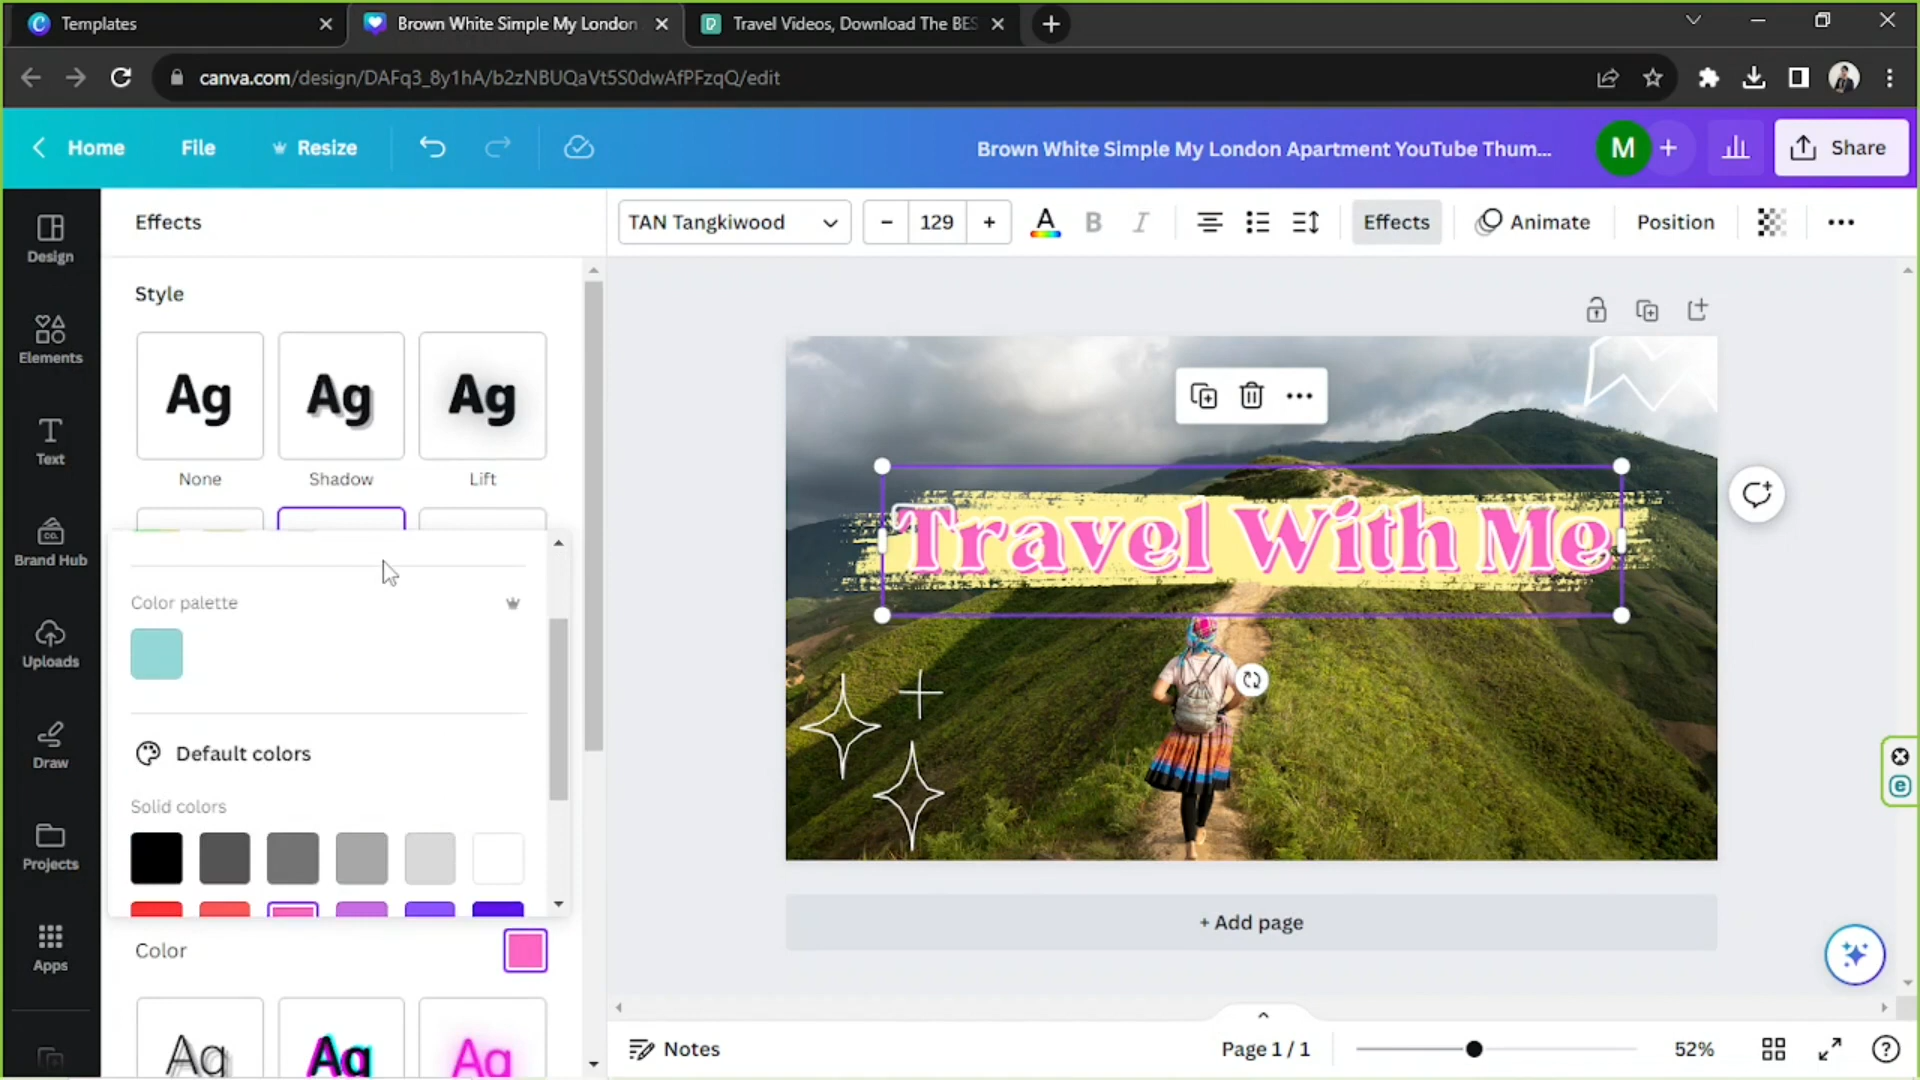 Templates
Brown White Simple My London
Travel Videos, Download The BES
canva.com/design/DAFq3_8y1hA/b2zNBUQaVt5S0dwAfPFzqQ/edit
Home
File
Resize
Brown White Simple My London Apartment YouTube Thum...
M
Share
Design
Elements
Text
CO.
Brand Hub
Uploads
Draw
Projects
Apps
Effects
Style
Ag
Ag
Ag
None
Shadow
Lift
Color palette
Default colors
Solid colors
Color
Ag
Ag
Ag
TAN Tangkiwood
129
A
B
I
Effects
Animate
Position
Travel With Me
+ Add page
Notes
Page 1 / 1
52%